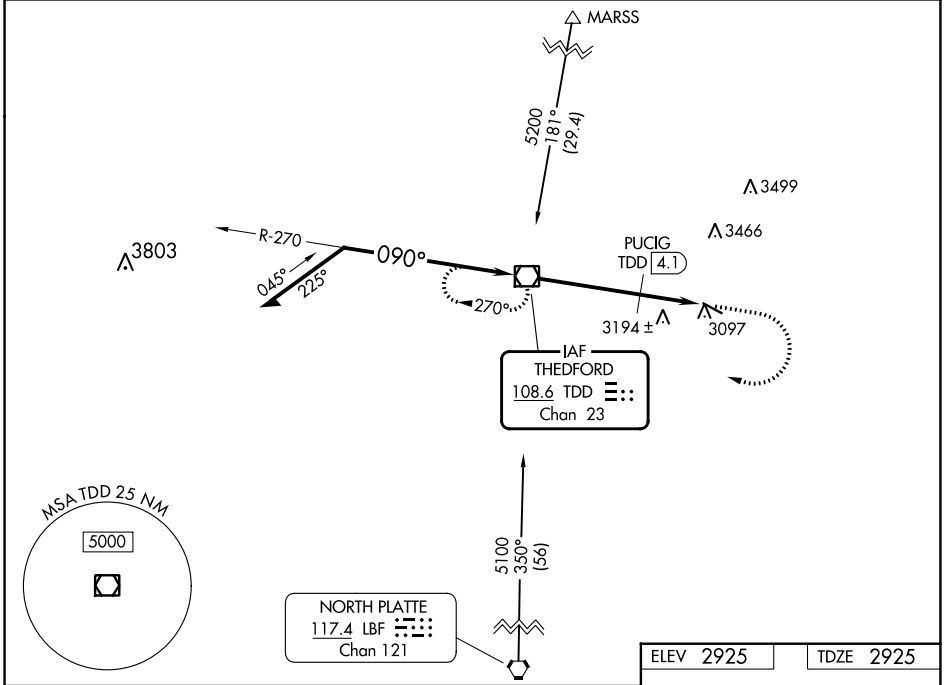 MARSS
5200
181°
(29.4)
3499
3466
3803
R-270
090°
045°
225°
270°
PUCIG
TDD 4.1
3194 ±
3097
IAF
THEDFORD
108.6 TDD
Chan 23
MSA TDD 25 NM
5000
5100
350°
(56)
NORTH PLATTE
117.4 LBF
Chan 121
ELEV 2925
TDZE 2925